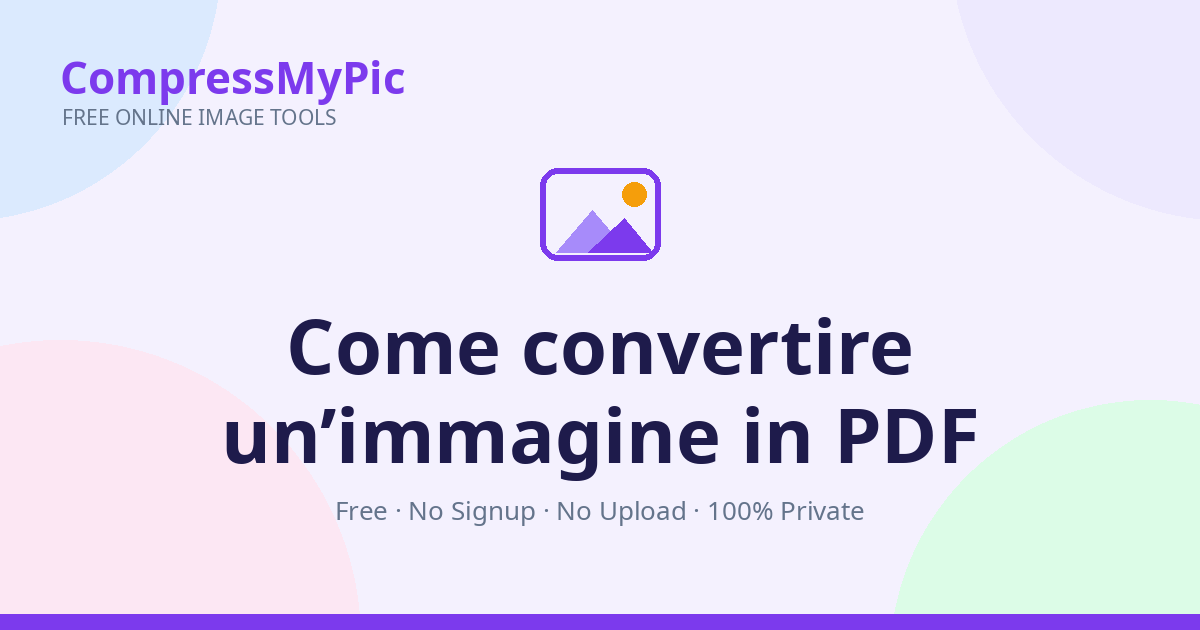 CompressMyPic
FREE ONLINE IMAGE TOOLS
Come convertire
un’immagine in PDF
Free · No Signup · No Upload · 100% Private